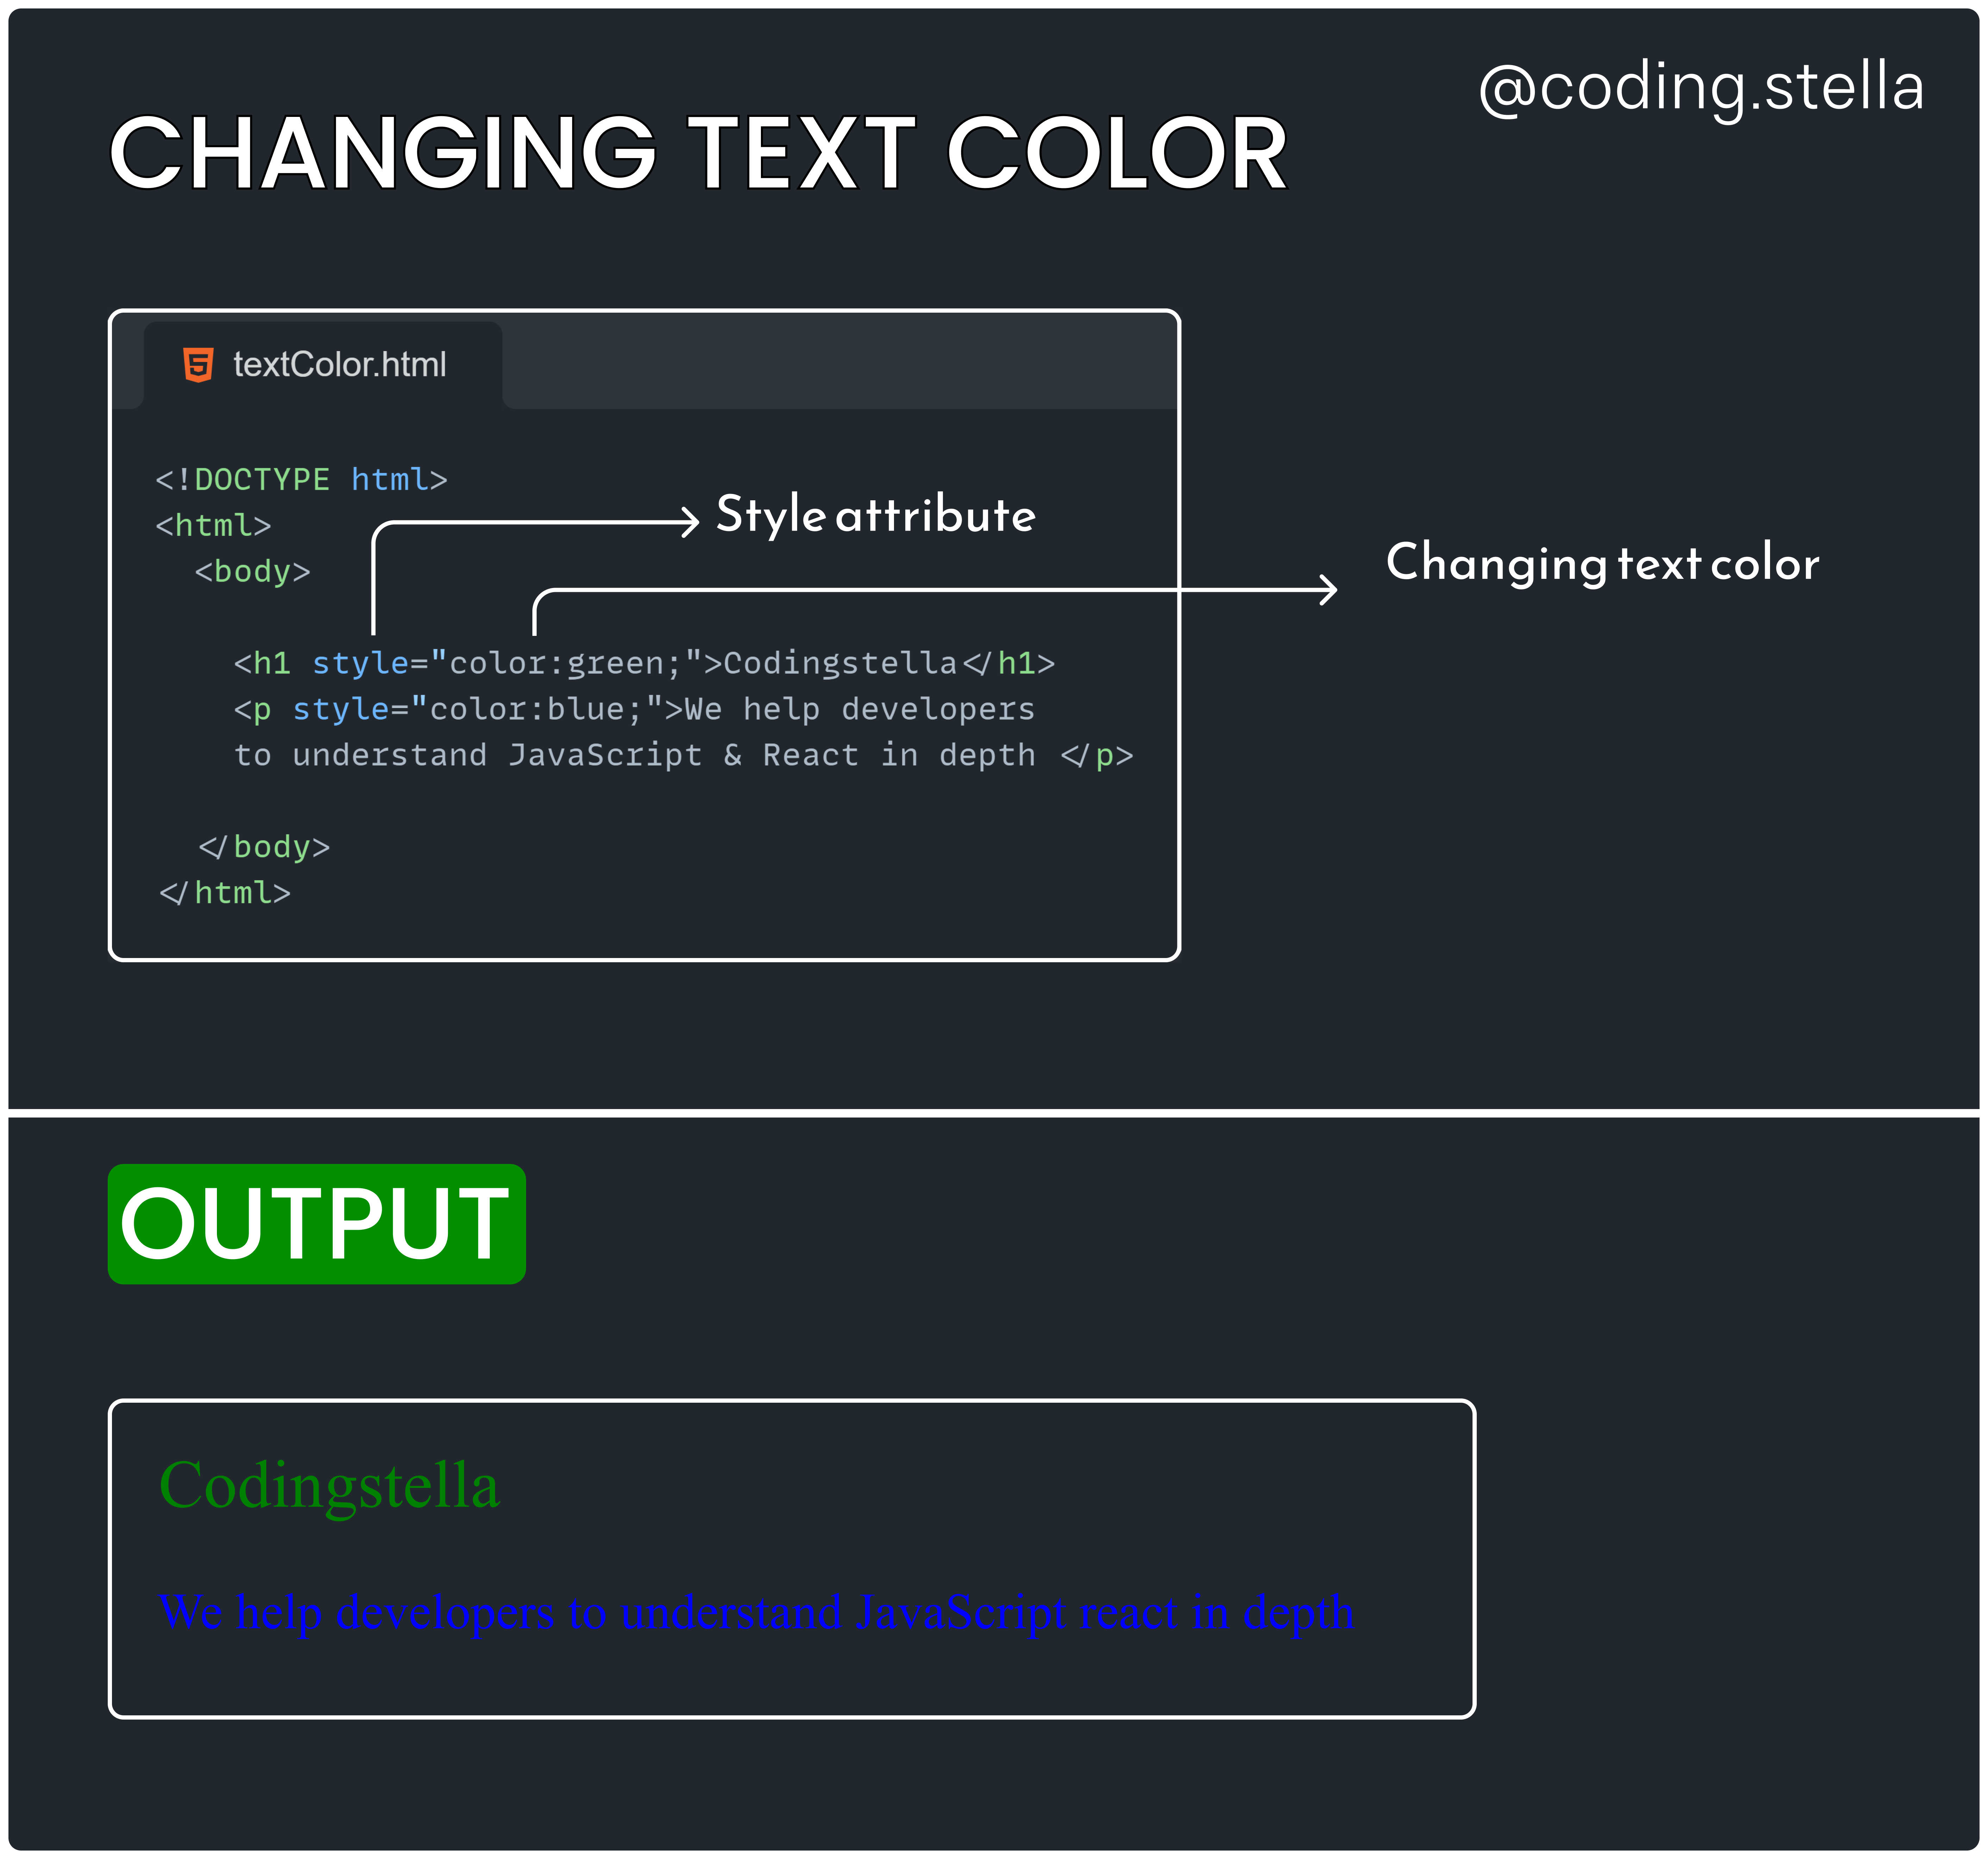 @coding.stella
CHANGING TEXT COLOR
textColor.html
<!DOCTYPE html>
<html>
<body>
Style attribute
Changing text color
<h1 style="color:green;">Codingstella</h1>
<p style="color:blue;">We help developers
to understand JavaScript & React in depth </p>
</body>
</html>
OUTPUT
Codingstella
We help developers to understand JavaScript react in depth